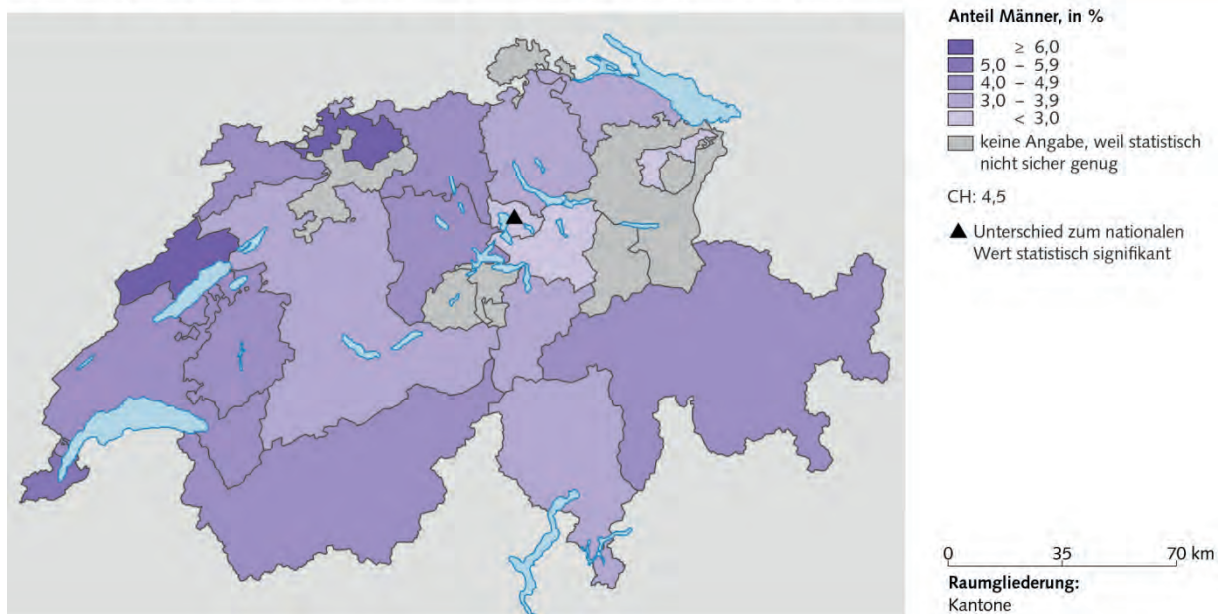 Anteil Männer, in %
≥ 6,0
5,0 – 5,9
4,0 – 4,9
3,0 – 3,9
< 3,0
keine Angabe, weil statistisch
nicht sicher genug
CH: 4,5
▲ Unterschied zum nationalen
Wert statistisch signifikant
0 35 70 km
Raumgliederung:
Kantone